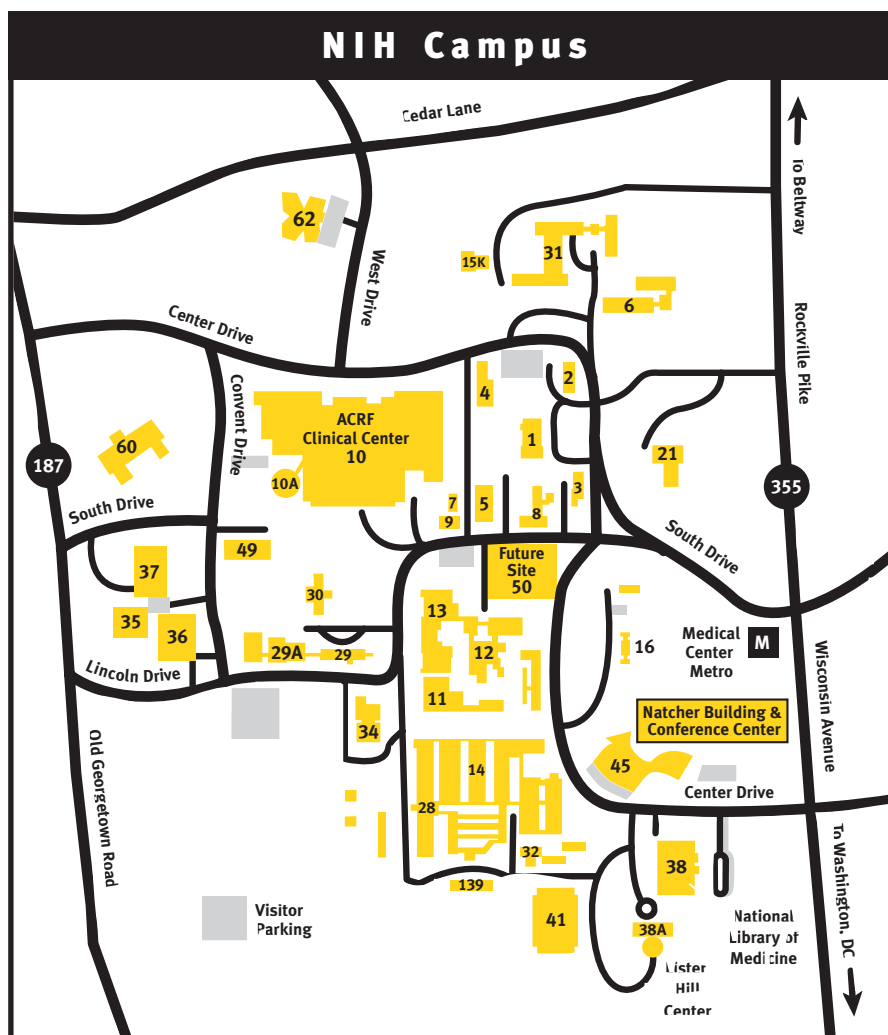 NIH Campus
Cedar Lane
To Beltway
62
West Drive
15K
31
6
Rockville Pike
Center Drive
Convent Drive
4
2
ACRF
Clinical Center
10
1
60
187
10A
21
355
South Drive
7
9
5
8
3
49
Future
Site
50
South Drive
37
30
13
35
36
29A
29
12
16
Medical
Center
Metro
M
Wisconsin Avenue
Lincoln Drive
11
Natcher Building &
Conference Center
34
14
45
Center Drive
Old Georgetown Road
28
To Washington, DC
32
38
139
41
Visitor
Parking
38A
National
Library of
Medicine
Lister
Hill
Center